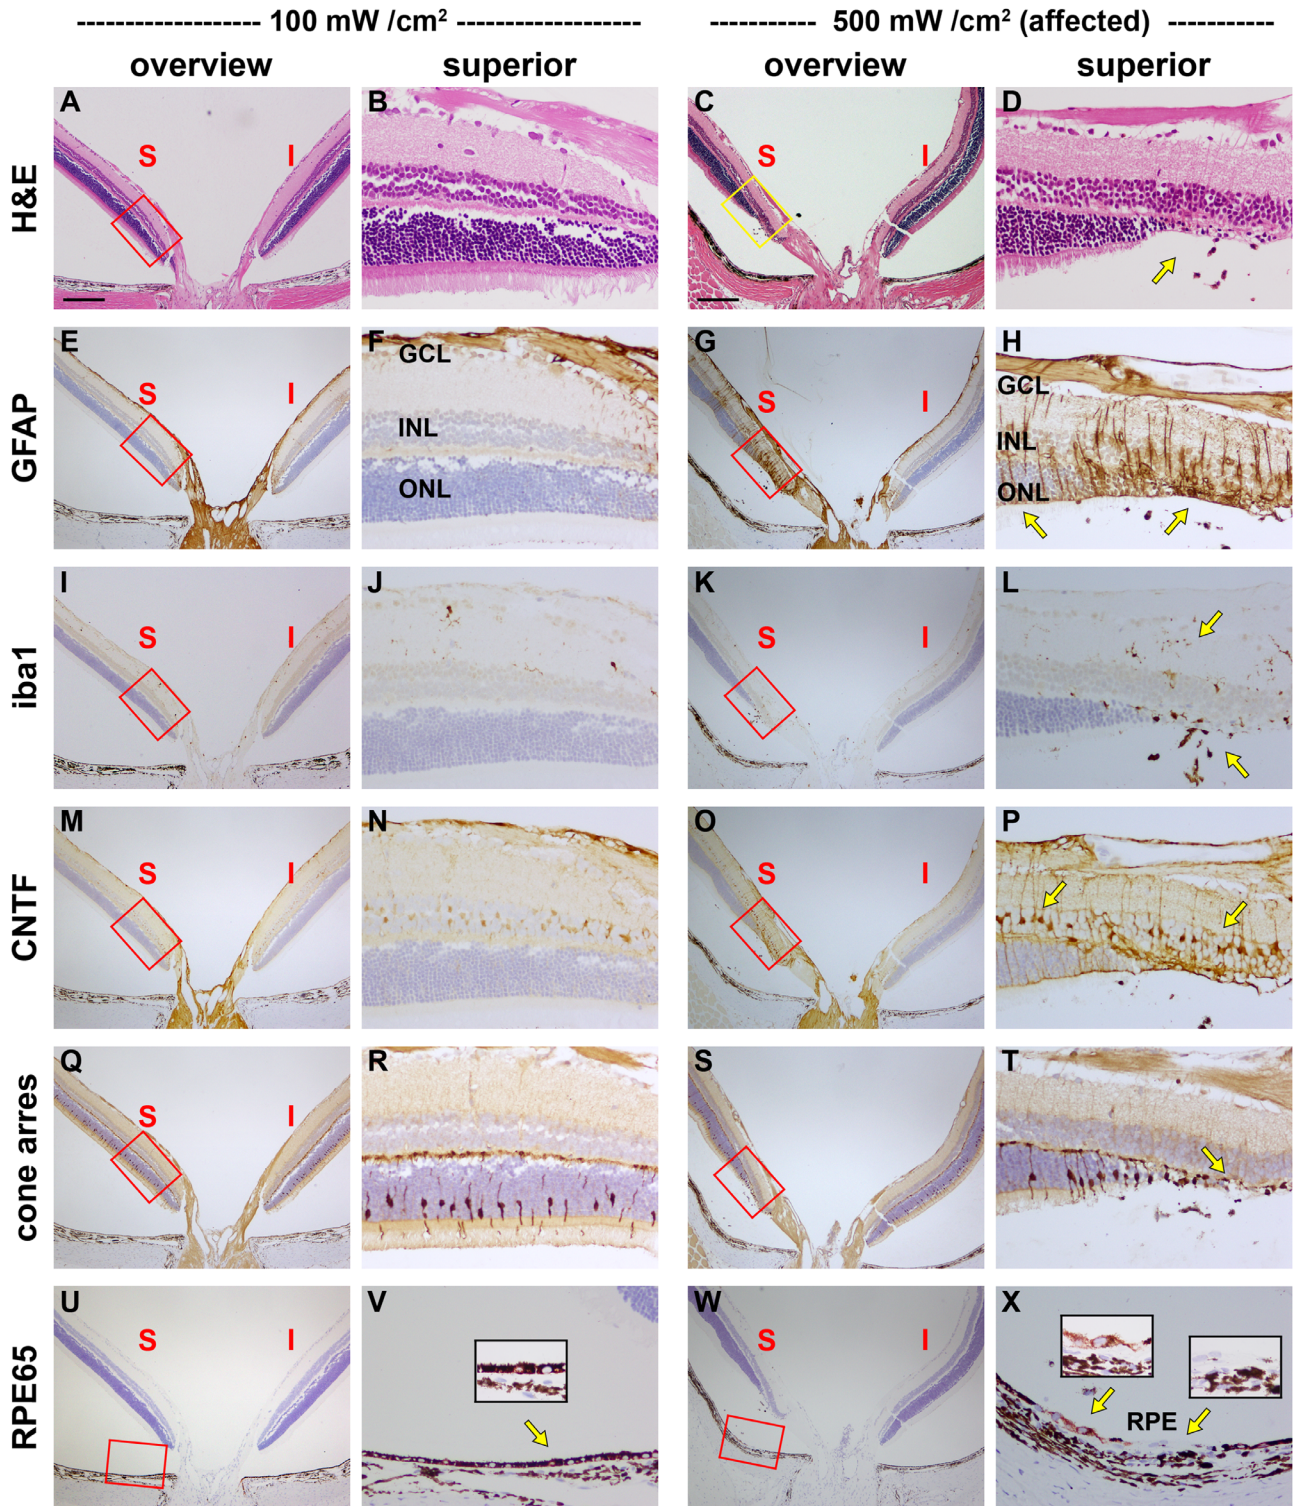 ------------ 100 mW /cm² ------------------ ----------- 500 mW /cm² (affected) -----------
overview superior overview superior
H&E
A S I B C S I D
GFAP
E S I F GCL INL ONL G S I H GCL INL ONL
iba1
I S I J K S I L
CNTF
M S I N O S I P
cone arres
Q S I R S S I T
RPE65
U S I V W S I X RPE